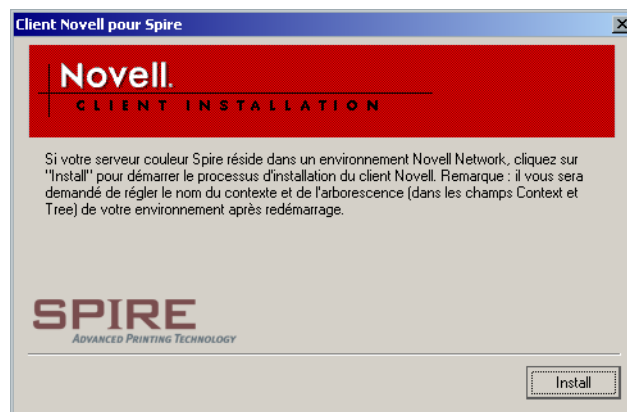 Client Novell pour Spire
Novell.
CLIENT INSTALLATION
Si votre serveur couleur Spire réside dans un environnement Novell Network, cliquez sur
"Install" pour démarrer le processus d'installation du client Novell. Remarque : il vous sera
demandé de régler le nom du contexte et de l'arborescence (dans les champs Context et
Tree) de votre environnement après redémarrage.
SPIRE
ADVANCED PRINTING TECHNOLOGY
Install